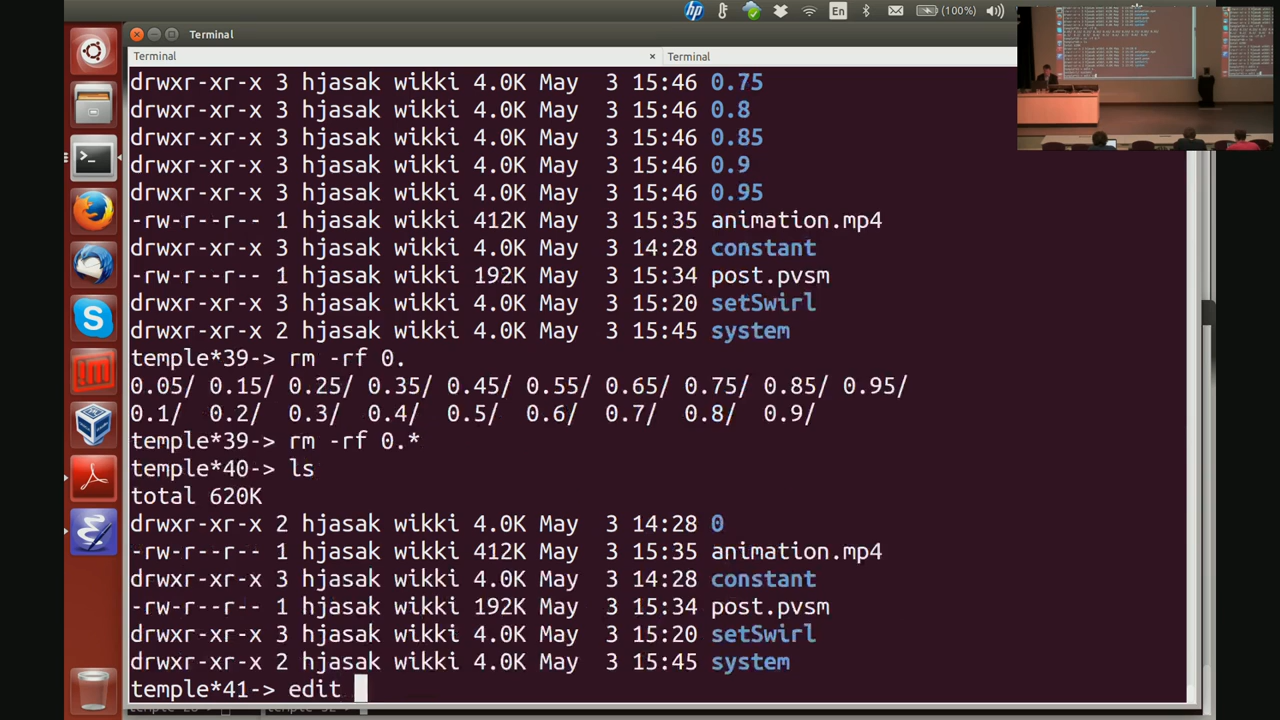 En
(100%)
Terminal
Terminal
Terminal
drwxr-xr-x 3 hjasak wikki 4.0K May  3 15:46 0.75
drwxr-xr-x 3 hjasak wikki 4.0K May  3 15:46 0.8
drwxr-xr-x 3 hjasak wikki 4.0K May  3 15:46 0.85
drwxr-xr-x 3 hjasak wikki 4.0K May  3 15:46 0.9
drwxr-xr-x 3 hjasak wikki 4.0K May  3 15:46 0.95
-rw-r--r-- 1 hjasak wikki 412K May  3 15:35 animation.mp4
drwxr-xr-x 3 hjasak wikki 4.0K May  3 14:28 constant
-rw-r--r-- 1 hjasak wikki 192K May  3 15:34 post.pvsm
drwxr-xr-x 3 hjasak wikki 4.0K May  3 15:20 setSwirl
drwxr-xr-x 2 hjasak wikki 4.0K May  3 15:45 system
temple*39-> rm -rf 0.
0.05/ 0.15/ 0.25/ 0.35/ 0.45/ 0.55/ 0.65/ 0.75/ 0.85/ 0.95/
0.1/  0.2/  0.3/  0.4/  0.5/  0.6/  0.7/  0.8/  0.9/
temple*39-> rm -rf 0.*
temple*40-> ls
total 620K
drwxr-xr-x 2 hjasak wikki 4.0K May  3 14:28 0
-rw-r--r-- 1 hjasak wikki 412K May  3 15:35 animation.mp4
drwxr-xr-x 3 hjasak wikki 4.0K May  3 14:28 constant
-rw-r--r-- 1 hjasak wikki 192K May  3 15:34 post.pvsm
drwxr-xr-x 3 hjasak wikki 4.0K May  3 15:20 setSwirl
drwxr-xr-x 2 hjasak wikki 4.0K May  3 15:45 system
temple*41-> edit